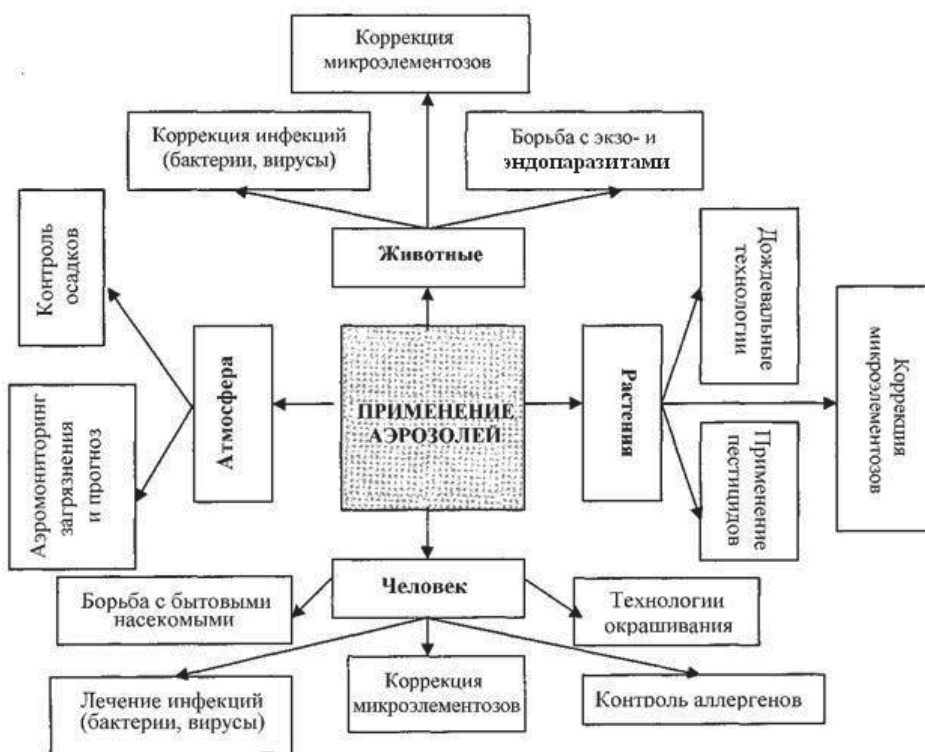 Коррекция
микроэлементозов
Коррекция инфекций
(бактерии, вирусы)
Борьба с экзо- и
эндопаразитами
Животные
Контроль
осадков
Атмосфера
Аэромониторинг
загрязнения
и прогноз
ПРИМЕНЕНИЕ
АЭРОЗОЛЕЙ
Растения
Дождевальные
технологии
Коррекция
микроэлементозов
Применение
пестицидов
Человек
Борьба с бытовыми
насекомыми
Технологии
окрашивания
Лечение инфекций
(бактерии, вирусы)
Коррекция
микроэлементозов
Контроль аллергенов